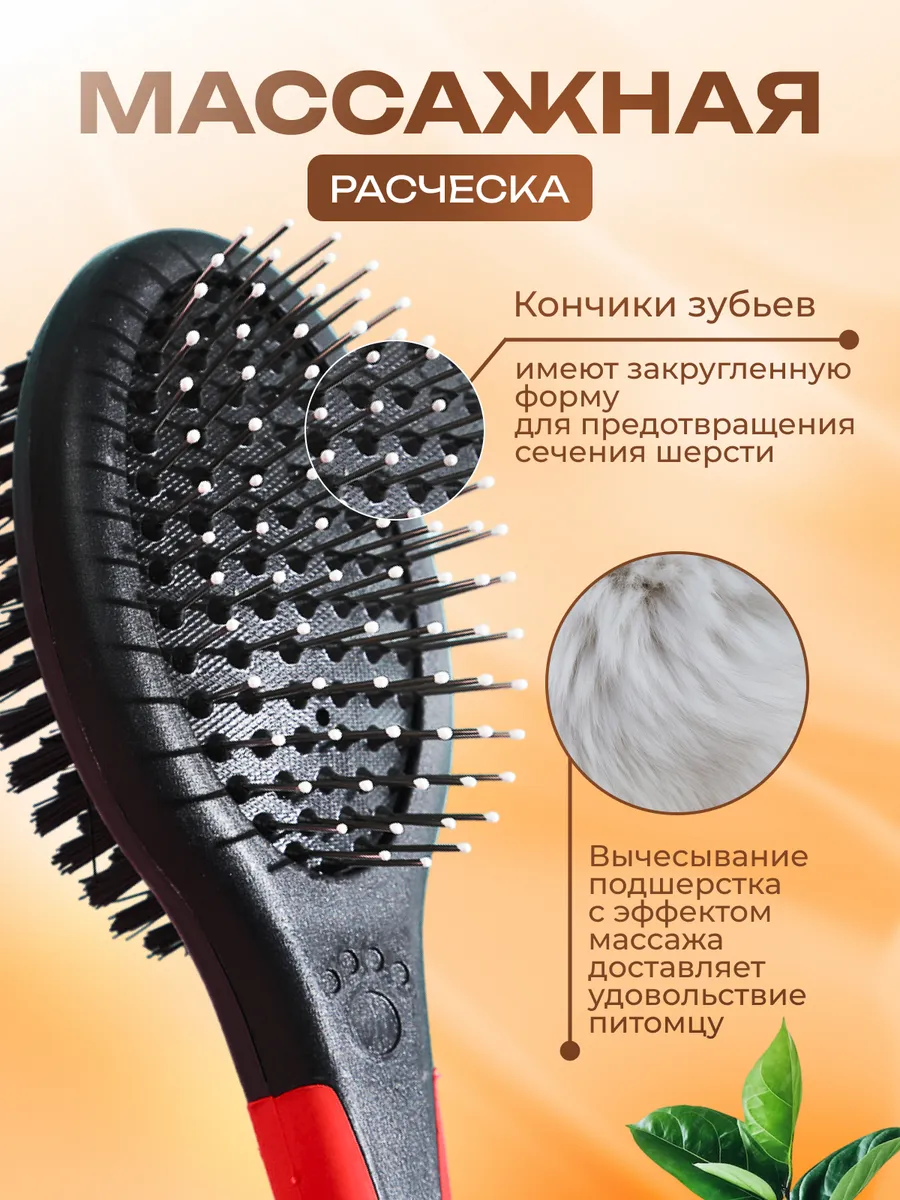 МАССАЖНАЯ
РАСЧЕСКА
Кончики зубьев
имеют закругленную
форму
для предотвращения
сечения шерсти
Вычесывание
подшерстка
с эффектом
массажа
доставляет
удовольствие
питомцу